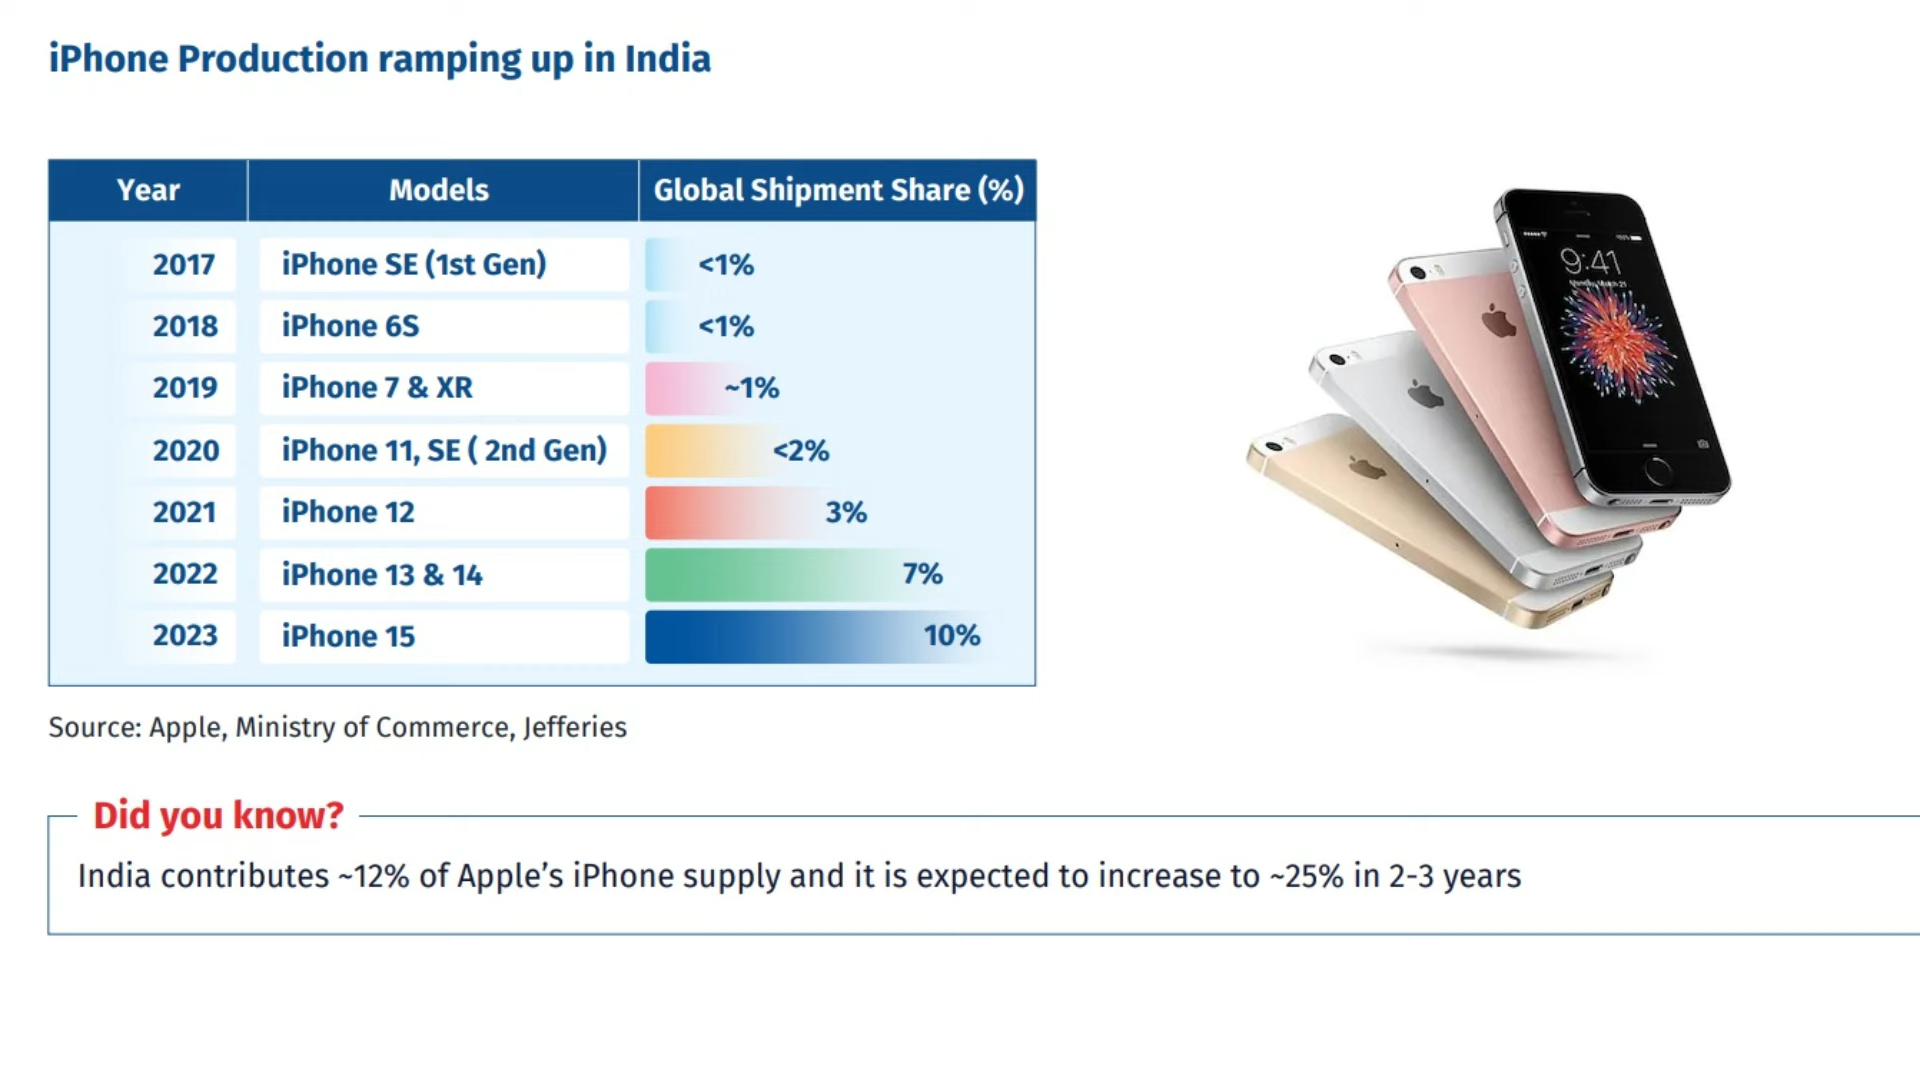 iPhone Production ramping up in India
Year Models Global Shipment Share (%)
2017 iPhone SE (1st Gen) <1%
2018 iPhone 6S <1%
2019 iPhone 7 & XR ~1%
2020 iPhone 11, SE ( 2nd Gen) <2%
2021 iPhone 12 3%
2022 iPhone 13 & 14 7%
2023 iPhone 15 10%
9:41
Monday, March 21
Source: Apple, Ministry of Commerce, Jefferies
Did you know?
India contributes ~12% of Apple’s iPhone supply and it is expected to increase to ~25% in 2-3 years